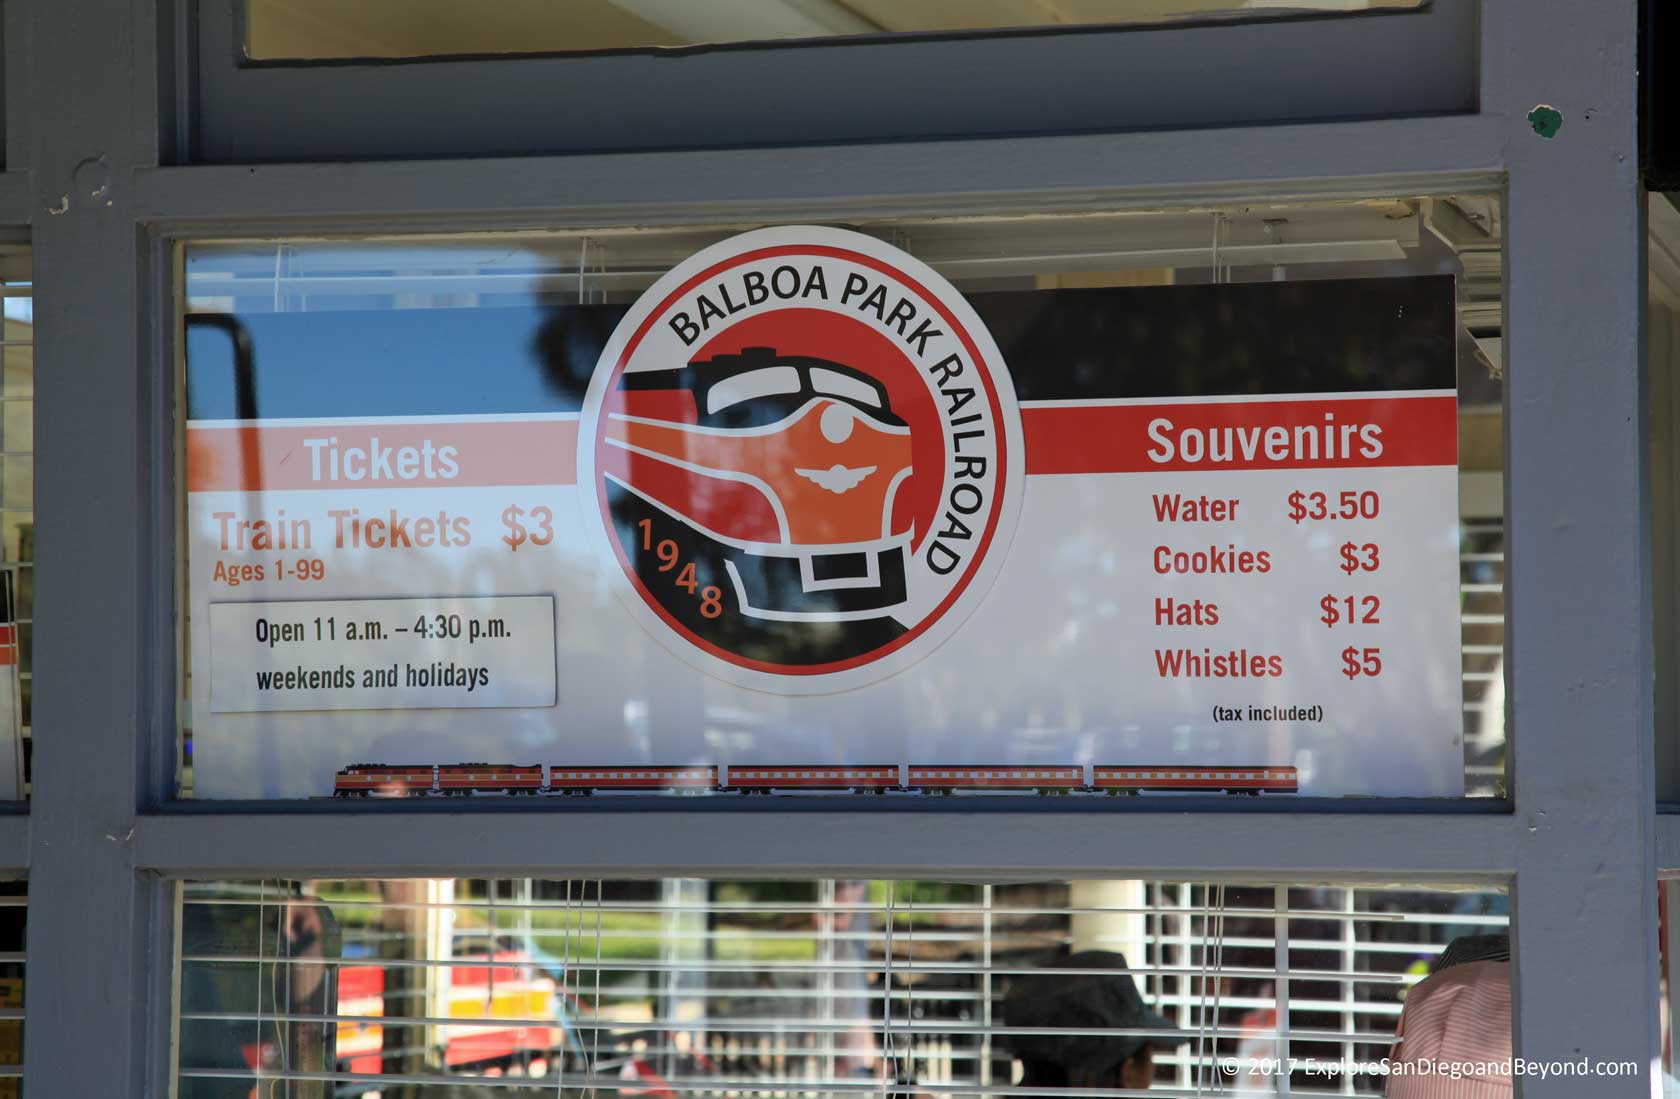 BALBOA PARK RAILROAD
1948
Tickets
Train Tickets $3
Ages 1-99
Open 11 a.m. – 4:30 p.m.
weekends and holidays
Souvenirs
Water $3.50
Cookies $3
Hats $12
Whistles $5
(tax included)
© 2017 ExploreSanDiegoandBeyond.com